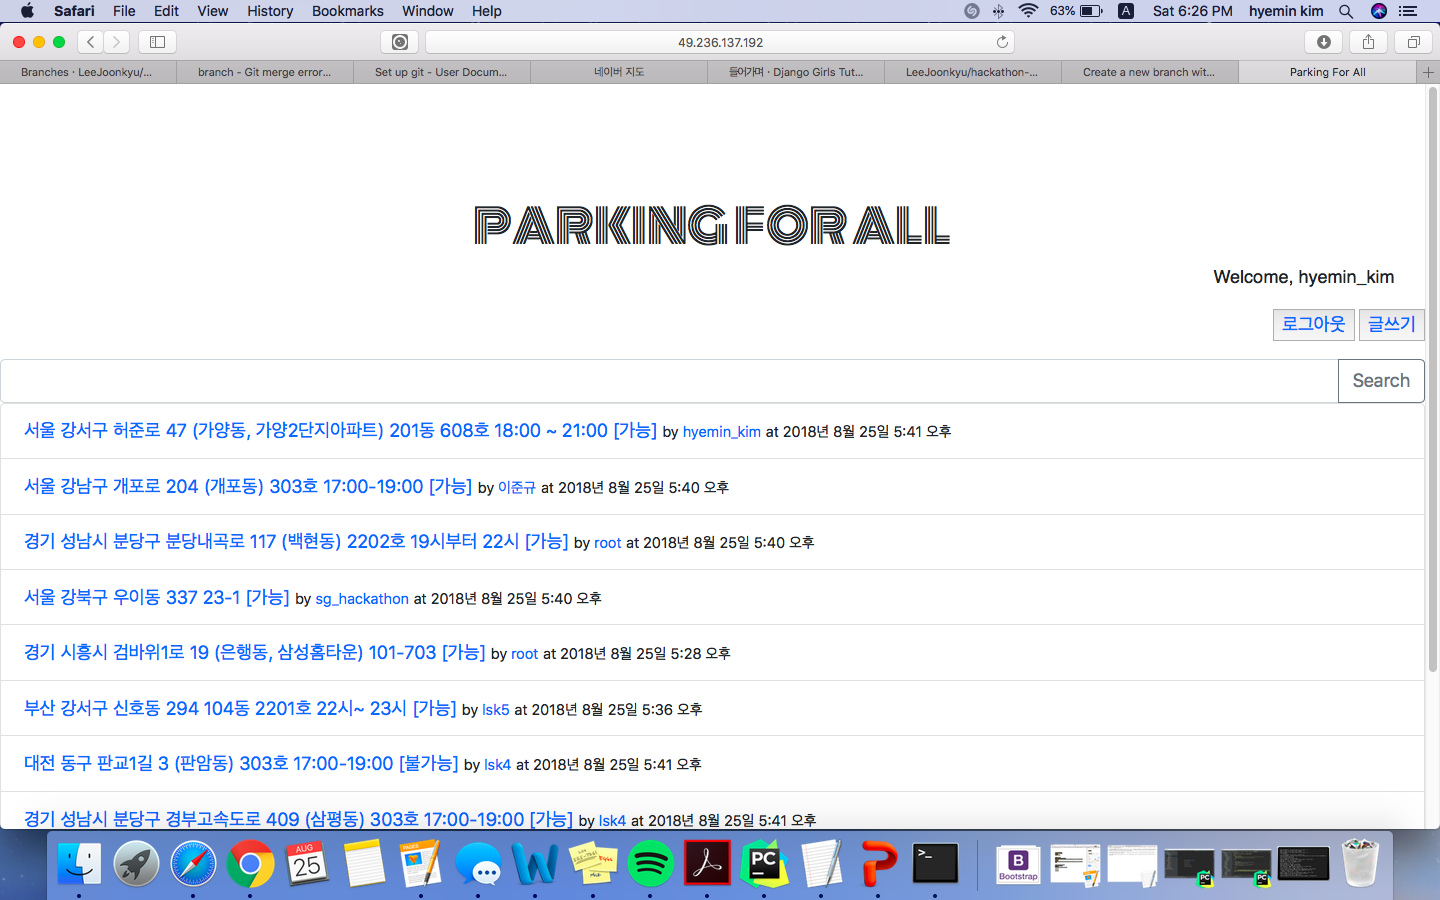 Safari File Edit View History Bookmarks Window Help 63% A Sat 6:26 PM hyemin kim
49.236.137.192
Branches · LeeJoonkyu/... branch - Git merge error... Set up git - User Docum... 네이버 지도 들어가며 · Django Girls Tut... LeeJoonkyu/hackathon-... Create a new branch wit... Parking For All
PARKING FOR ALL
Welcome, hyemin_kim
로그아웃 글쓰기
Search
서울 강서구 허준로 47 (가양동, 가양2단지아파트) 201동 608호 18:00 ~ 21:00 [가능] by hyemin_kim at 2018년 8월 25일 5:41 오후
서울 강남구 개포로 204 (개포동) 303호 17:00-19:00 [가능] by 이준규 at 2018년 8월 25일 5:40 오후
경기 성남시 분당구 분당내곡로 117 (백현동) 2202호 19시부터 22시 [가능] by root at 2018년 8월 25일 5:40 오후
서울 강북구 우이동 337 23-1 [가능] by sg_hackathon at 2018년 8월 25일 5:40 오후
경기 시흥시 검바위1로 19 (은행동, 삼성홈타운) 101-703 [가능] by root at 2018년 8월 25일 5:28 오후
부산 강서구 신호동 294 104동 2201호 22시~ 23시 [가능] by lsk5 at 2018년 8월 25일 5:36 오후
대전 동구 판교1길 3 (판암동) 303호 17:00-19:00 [불가능] by lsk4 at 2018년 8월 25일 5:41 오후
경기 성남시 분당구 경부고속도로 409 (삼평동) 303호 17:00-19:00 [가능] by lsk4 at 2018년 8월 25일 5:41 오후
AUG
25
PAGES
W
PC
P
>_
B
Bootstrap
PC
PC